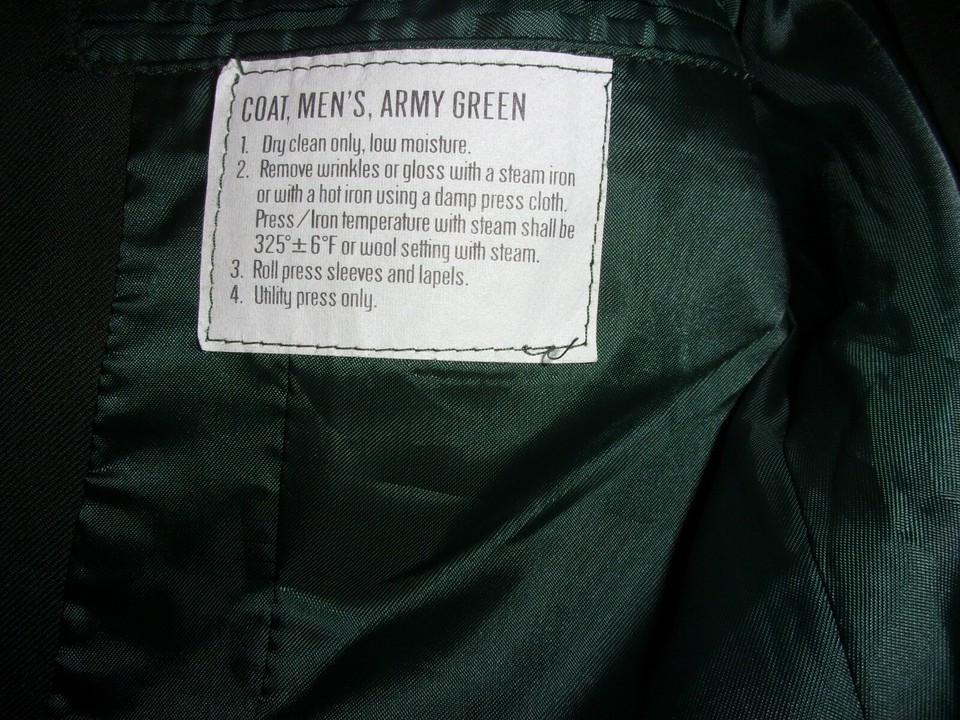 COAT, MEN'S, ARMY GREEN
1. Dry clean only, low moisture.
2. Remove wrinkles or gloss with a steam iron
or with a hot iron using a damp press cloth.
Press/Iron temperature with steam shall be
325°±6°F or wool setting with steam.
3. Roll press sleeves and lapels.
4. Utility press only.